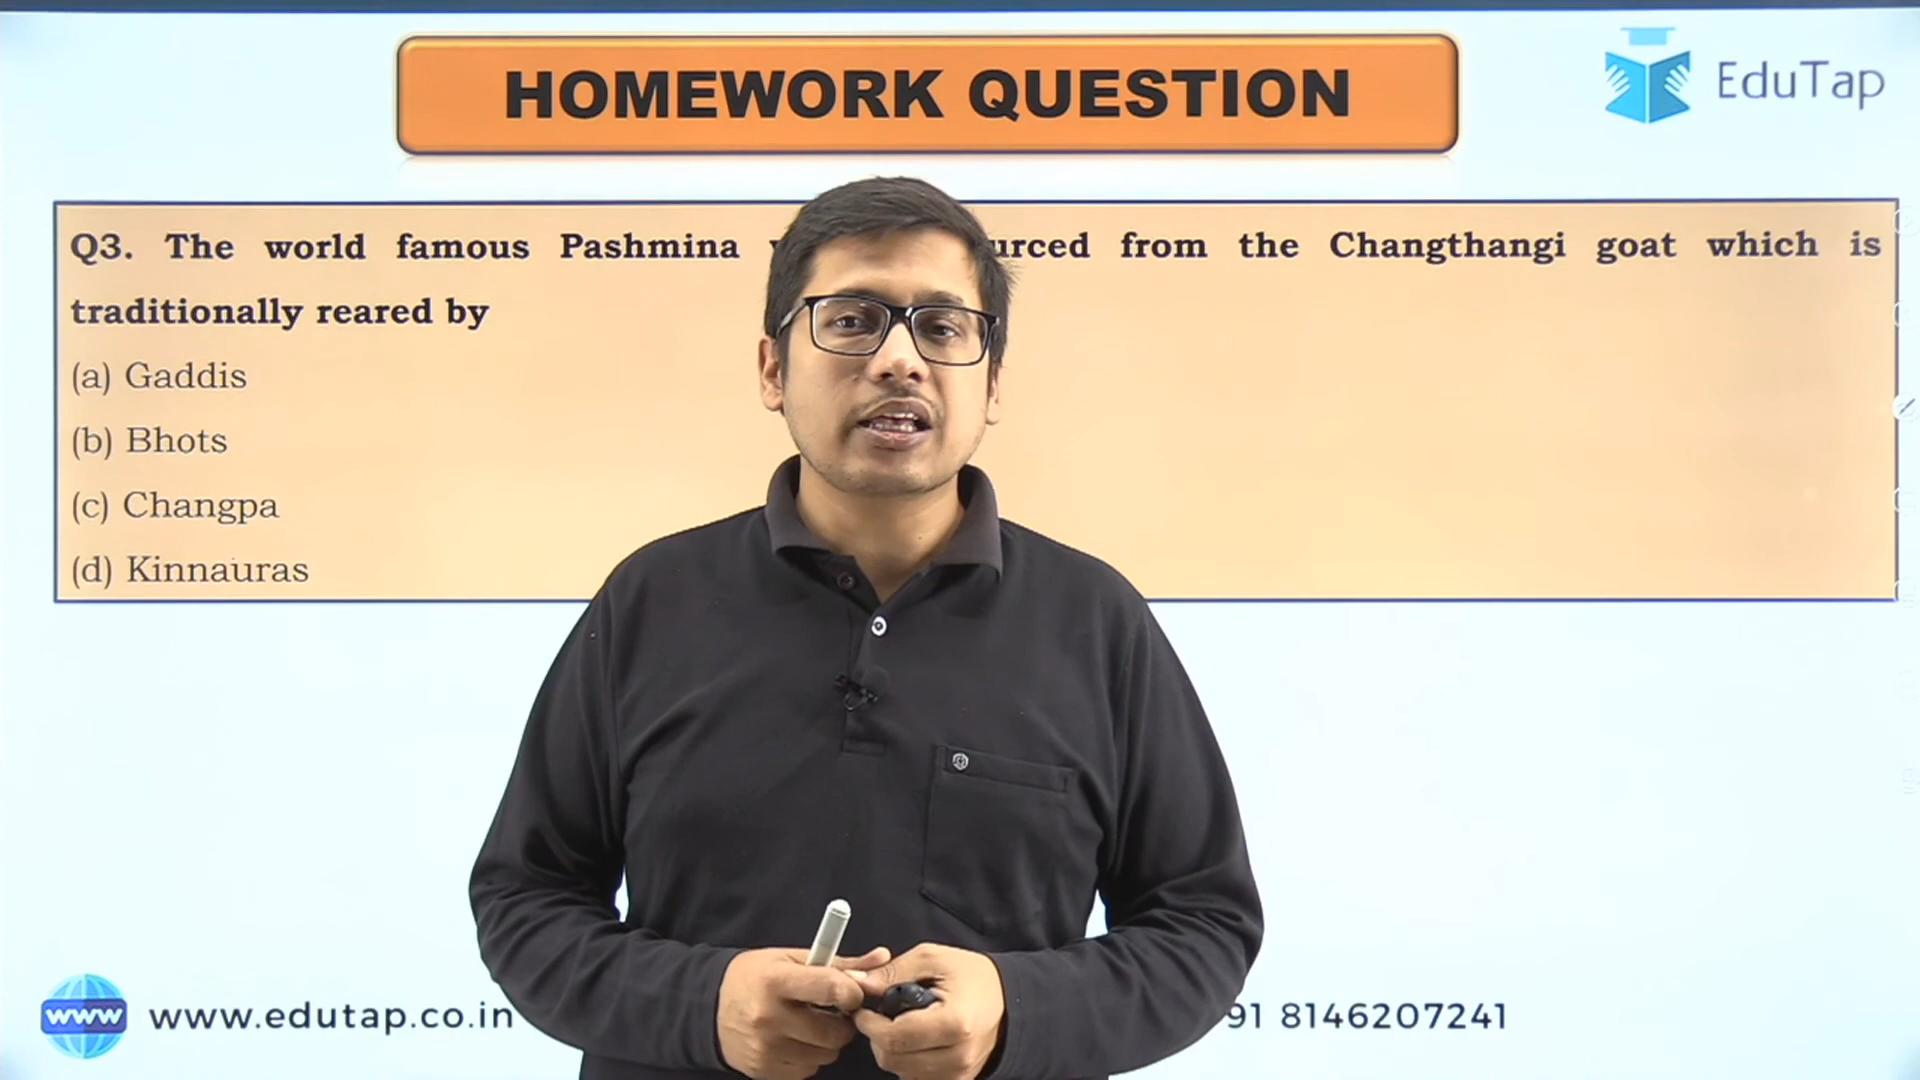 HOMEWORK QUESTION
EduTap
Q3. The world famous Pashmina from the Changthangi goat which is
traditionally reared by
(a) Gaddis
(b) Bhots
(c) Changpa
(d) Kinnauras
www
www.edutap.co.in
91 8146207241